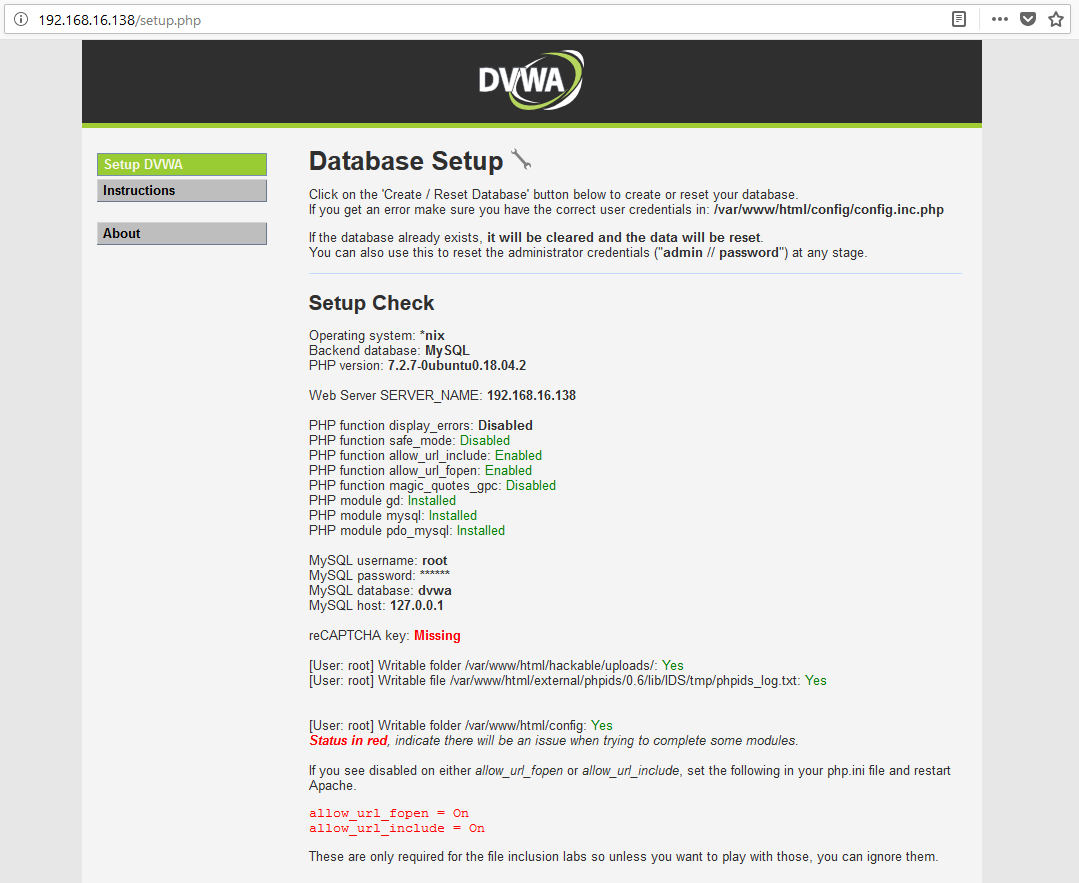 192.168.16.138/setup.php
DVWA
Setup DVWA
Instructions
About
Database Setup
Click on the 'Create / Reset Database' button below to create or reset your database.
If you get an error make sure you have the correct user credentials in: /var/www/html/config/config.inc.php
If the database already exists, it will be cleared and the data will be reset.
You can also use this to reset the administrator credentials ("admin // password") at any stage.
Setup Check
Operating system: *nix
Backend database: MySQL
PHP version: 7.2.7-0ubuntu0.18.04.2
Web Server SERVER_NAME: 192.168.16.138
PHP function display_errors: Disabled
PHP function safe_mode: Disabled
PHP function allow_url_include: Enabled
PHP function allow_url_fopen: Enabled
PHP function magic_quotes_gpc: Disabled
PHP module gd: Installed
PHP module mysql: Installed
PHP module pdo_mysql: Installed
MySQL username: root
MySQL password: ******
MySQL database: dvwa
MySQL host: 127.0.0.1
reCAPTCHA key: Missing
[User: root] Writable folder /var/www/html/hackable/uploads/: Yes
[User: root] Writable file /var/www/html/external/phpids/0.6/lib/IDS/tmp/phpids_log.txt: Yes
[User: root] Writable folder /var/www/html/config: Yes
Status in red, indicate there will be an issue when trying to complete some modules.
If you see disabled on either allow_url_fopen or allow_url_include, set the following in your php.ini file and restart
Apache.
allow_url_fopen = On
allow_url_include = On
These are only required for the file inclusion labs so unless you want to play with those, you can ignore them.